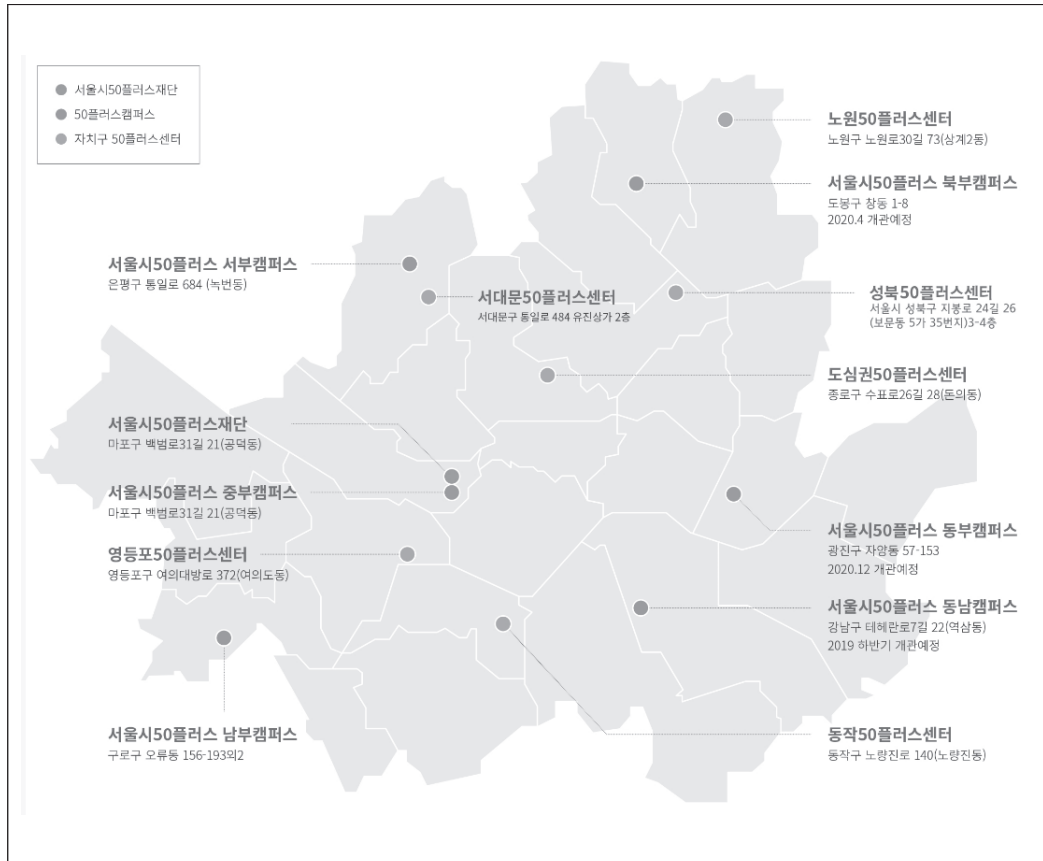 서울시50플러스재단
50플러스캠퍼스
자치구 50플러스센터
노원50플러스센터
노원구 노원로30길 73(상계2동)
서울시50플러스 북부캠퍼스
도봉구 창동 1-8
2020.4 개관예정
서울시50플러스 서부캠퍼스
은평구 통일로 684 (녹번동)
서대문50플러스센터
서대문구 통일로 484 유진상가 2층
성북50플러스센터
서울시 성북구 지봉로 24길 26
(보문동 5가 35번지)3-4층
도심권50플러스센터
종로구 수표로26길 28(돈의동)
서울시50플러스재단
마포구 백범로31길 21(공덕동)
서울시50플러스 중부캠퍼스
마포구 백범로31길 21(공덕동)
서울시50플러스 동부캠퍼스
광진구 자양동 57-153
2020.12 개관예정
영등포50플러스센터
영등포구 여의대방로 372(여의도동)
서울시50플러스 동남캠퍼스
강남구 테헤란로7길 22(역삼동)
2019 하반기 개관예정
서울시50플러스 남부캠퍼스
구로구 오류동 156-193외2
동작50플러스센터
동작구 노량진로 140(노량진동)